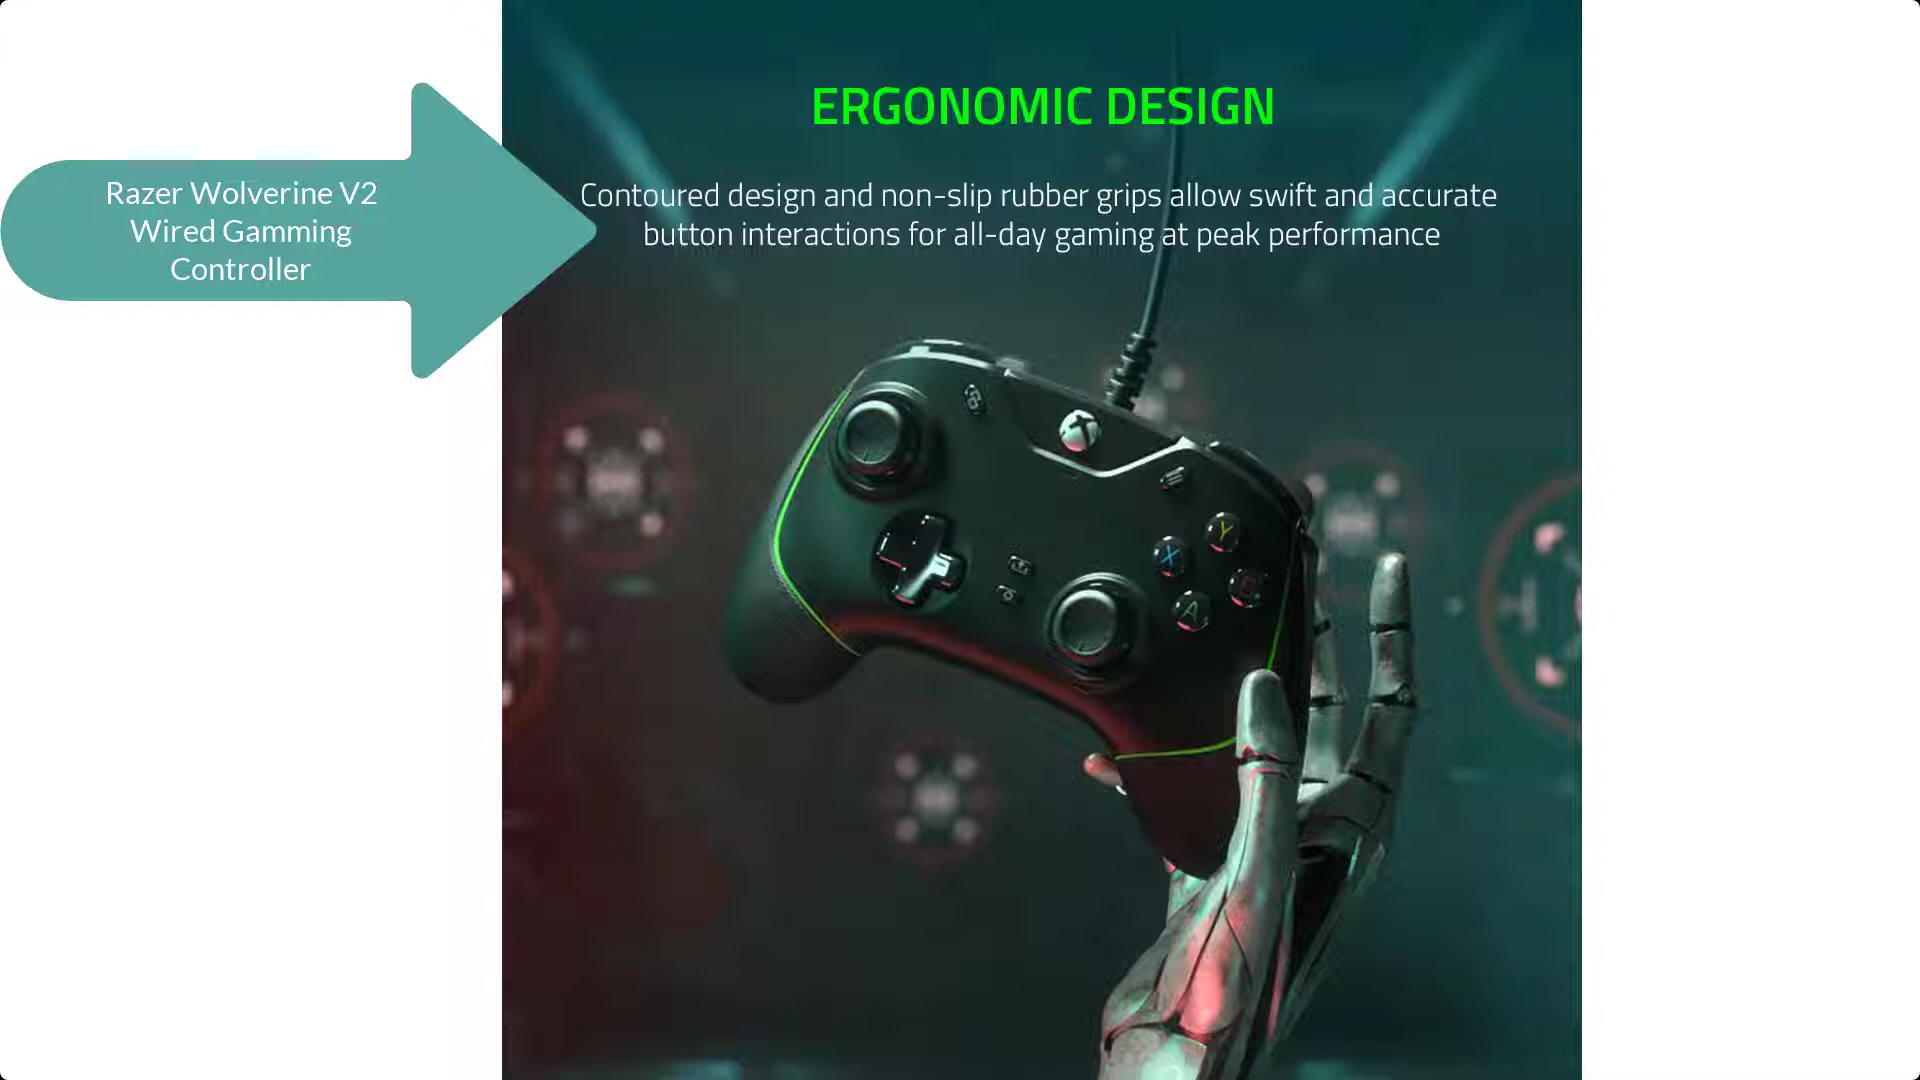 ERGONOMIC DESIGN
Razer Wolverine V2
Wired Gamming
Controller
Contoured design and non-slip rubber grips allow swift and accurate
button interactions for all-day gaming at peak performance
Y
X
B
A